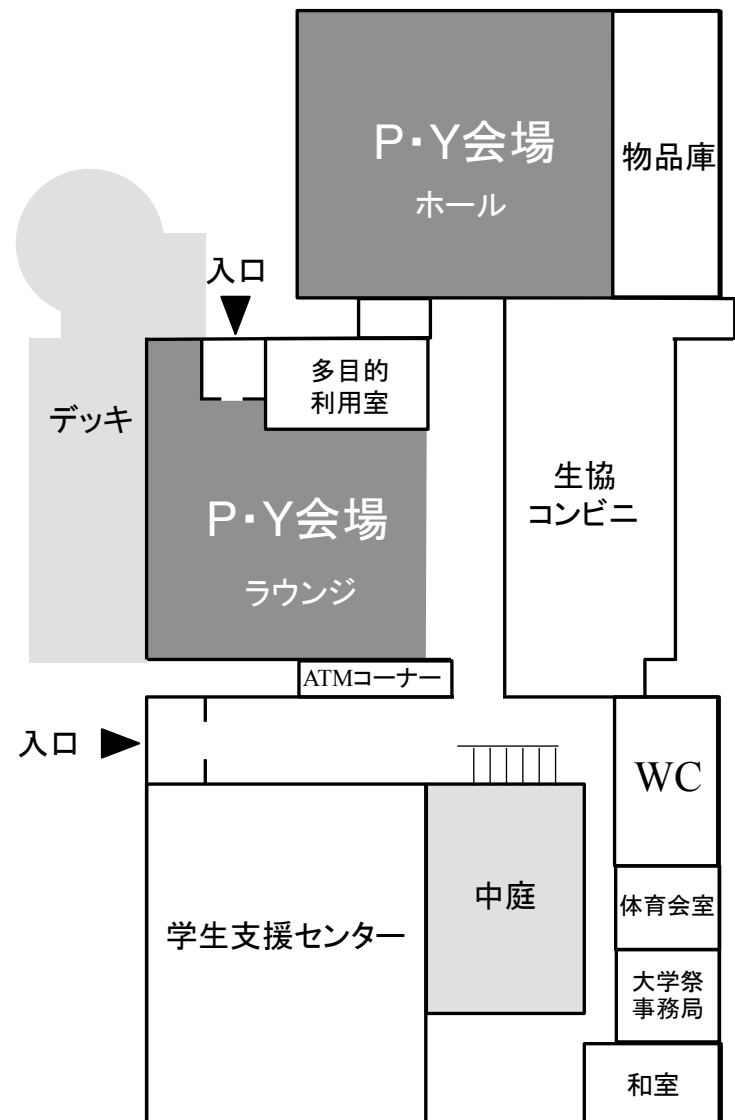 P・Y会場
ホール
物品庫
入口
多目的
利用室
デッキ
生協
コンビニ
P・Y会場
ラウンジ
ATMコーナー
入口
WC
中庭
体育会室
学生支援センター
大学祭
事務局
和室